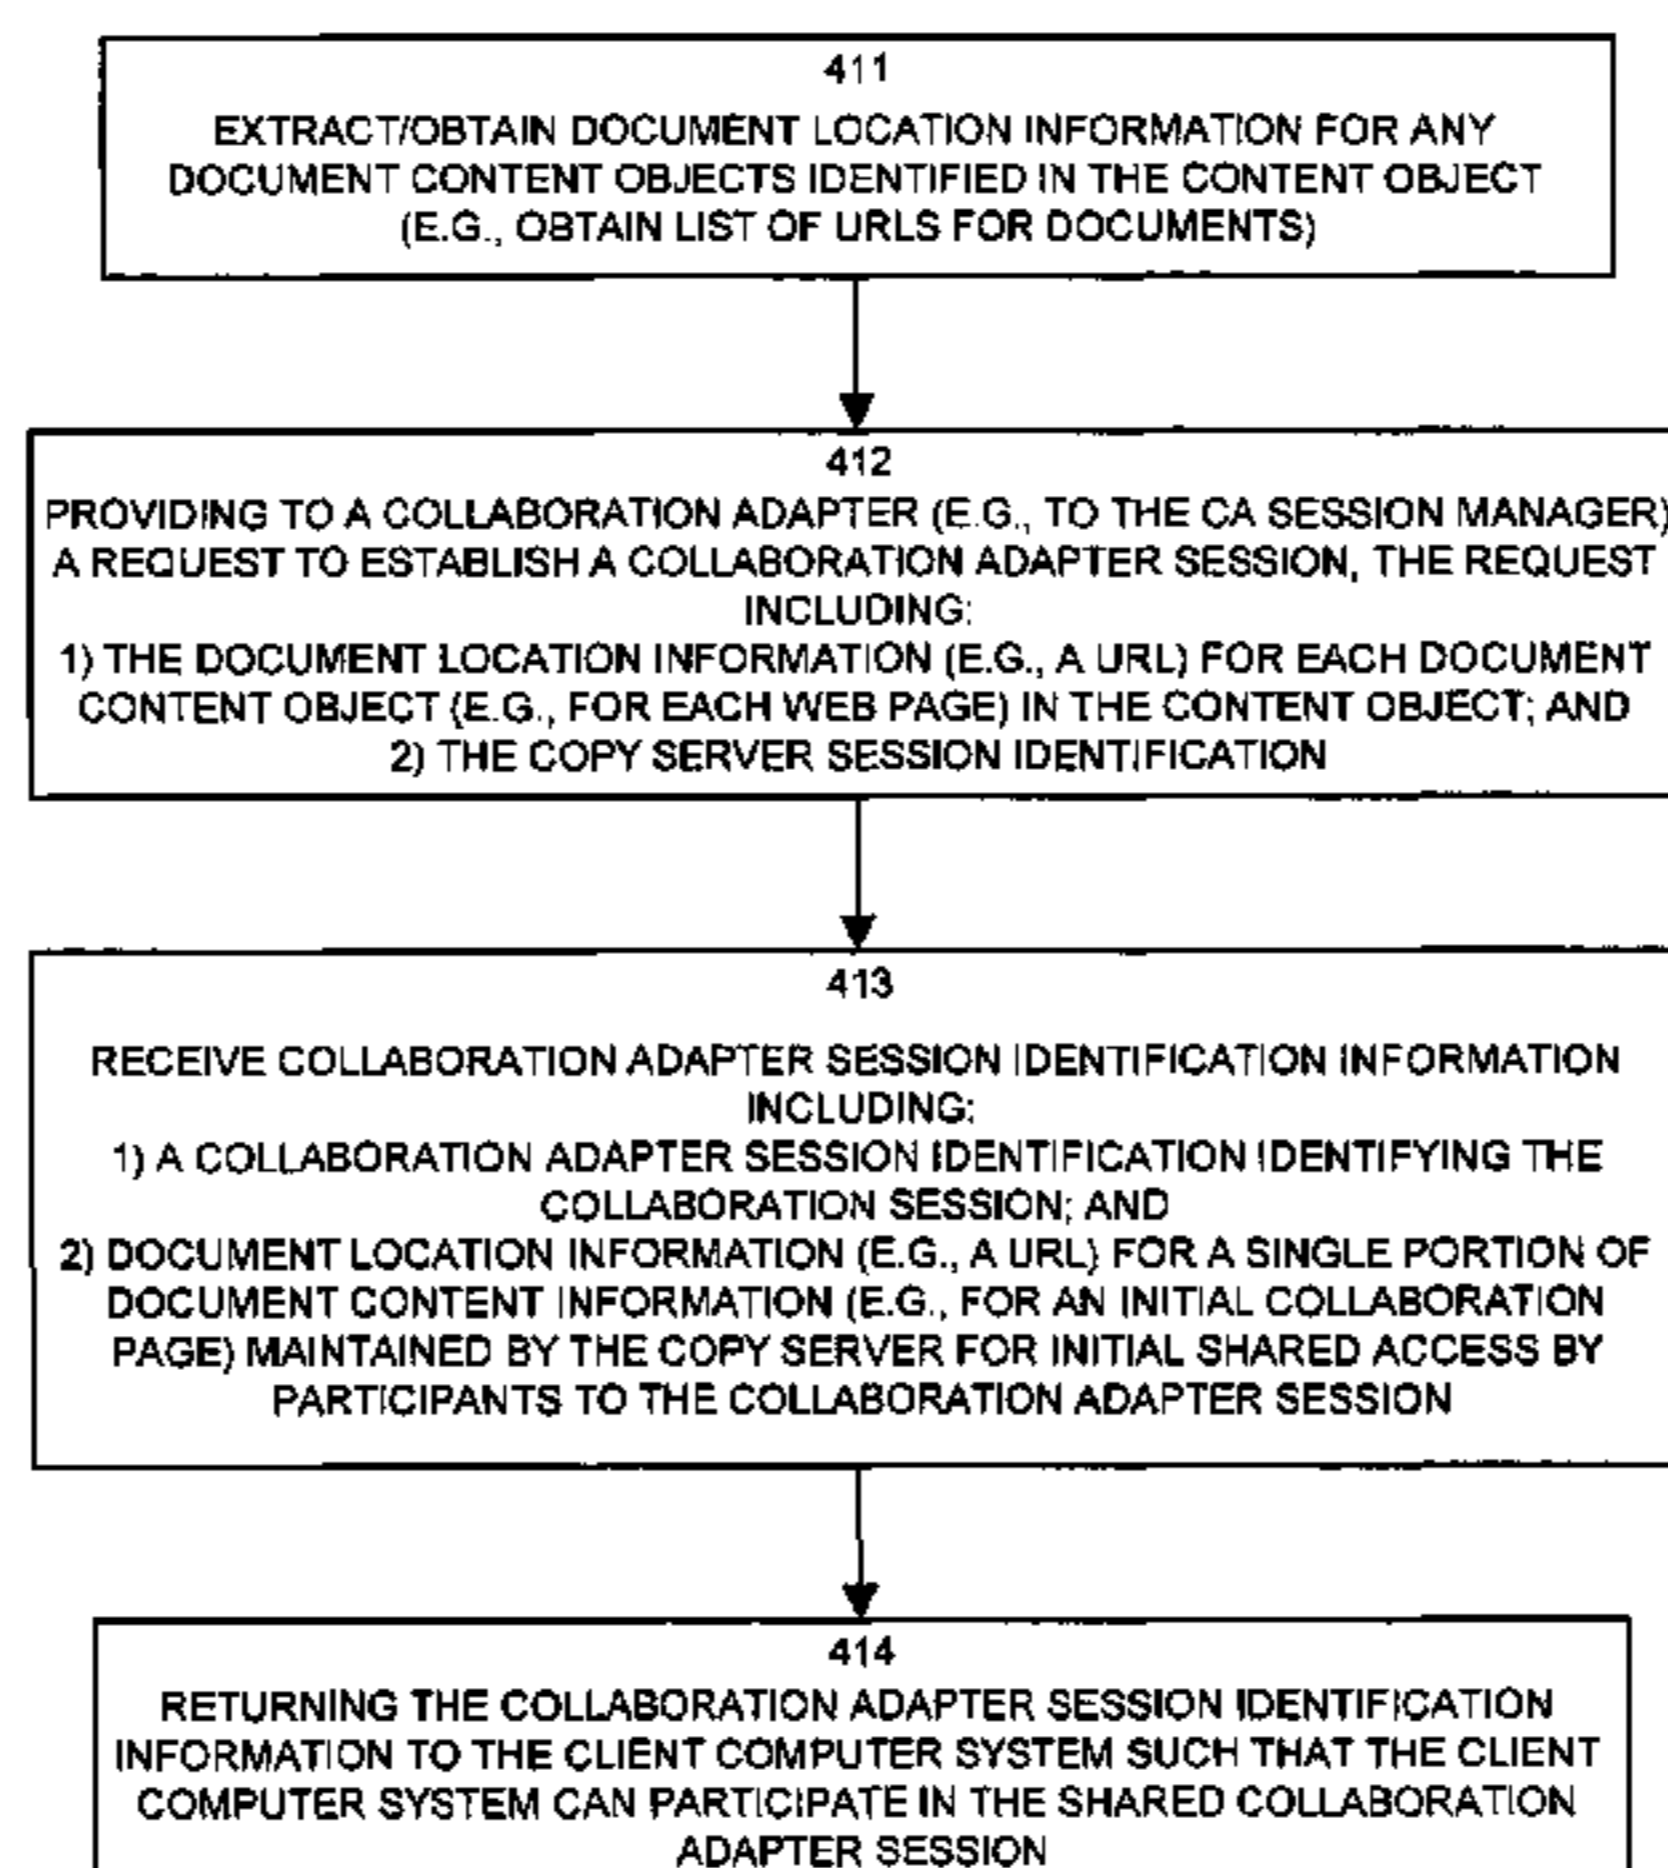 411
EXTRACT/OBTAIN DOCUMENT LOCATION INFORMATION FOR ANY
DOCUMENT CONTENT OBJECTS IDENTIFIED IN THE CONTENT OBJECT
(E.G., OBTAIN LIST OF URLS FOR DOCUMENTS)
412
PROVIDING TO A COLLABORATION ADAPTER (E.G., TO THE CA SESSION MANAGER)
A REQUEST TO ESTABLISH A COLLABORATION ADAPTER SESSION, THE REQUEST
INCLUDING:
1) THE DOCUMENT LOCATION INFORMATION (E.G., A URL) FOR EACH DOCUMENT
CONTENT OBJECT (E.G., FOR EACH WEB PAGE) IN THE CONTENT OBJECT; AND
2) THE COPY SERVER SESSION IDENTIFICATION
413
RECEIVE COLLABORATION ADAPTER SESSION IDENTIFICATION INFORMATION
INCLUDING:
1) A COLLABORATION ADAPTER SESSION IDENTIFICATION IDENTIFYING THE
COLLABORATION SESSION; AND
2) DOCUMENT LOCATION INFORMATION (E.G., A URL) FOR A SINGLE PORTION OF
DOCUMENT CONTENT INFORMATION (E.G., FOR AN INITIAL COLLABORATION
PAGE) MAINTAINED BY THE COPY SERVER FOR INITIAL SHARED ACCESS BY
PARTICIPANTS TO THE COLLABORATION ADAPTER SESSION
414
RETURNING THE COLLABORATION ADAPTER SESSION IDENTIFICATION
INFORMATION TO THE CLIENT COMPUTER SYSTEM SUCH THAT THE CLIENT
COMPUTER SYSTEM CAN PARTICIPATE IN THE SHARED COLLABORATION
ADAPTER SESSION